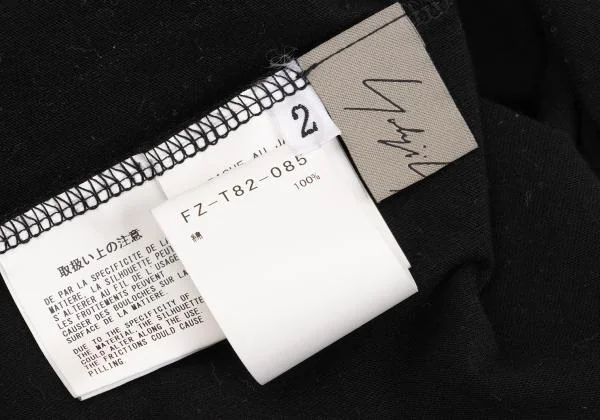 2
FZ-T82-085
綿
100%
取扱い上の注意
DE PAR LA SPECIFICITE DE LA
MATIERE, LA SILHOUETTE PEUT
S'ALTERER AU FIL DE L'USAGE
LES FROTTEMENTS PEUVENT
CAUSER DES BOULOCHES SUR LA
SURFACE DE LA MATIERE.
DUE TO THE SPECIFICITY OF
THE MATERIAL, THE SILHOUETTE
COULD ALTER ALONG THE USE.
THE FRICTIONS COULD CAUSE
PILLING.